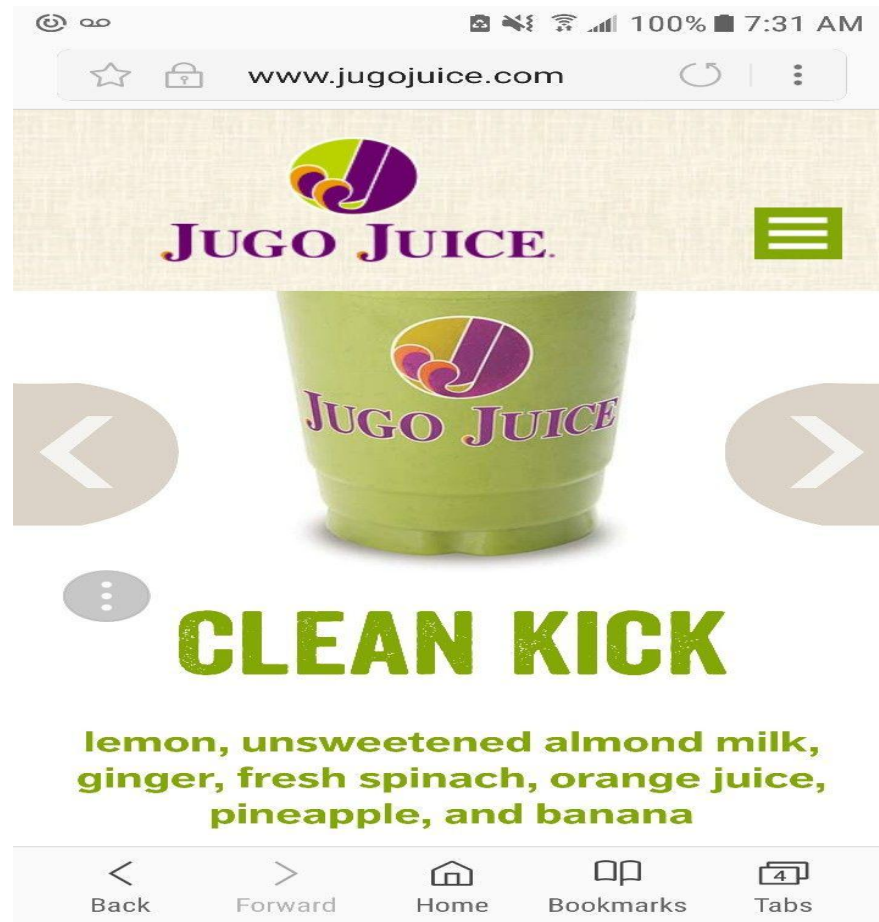 100% 7:31 AM
www.jugojuice.com
JUGO JUICE.
JUGO JUICE
CLEAN KICK
lemon, unsweetened almond milk,
ginger, fresh spinach, orange juice,
pineapple, and banana
4
Back Forward Home Bookmarks Tabs